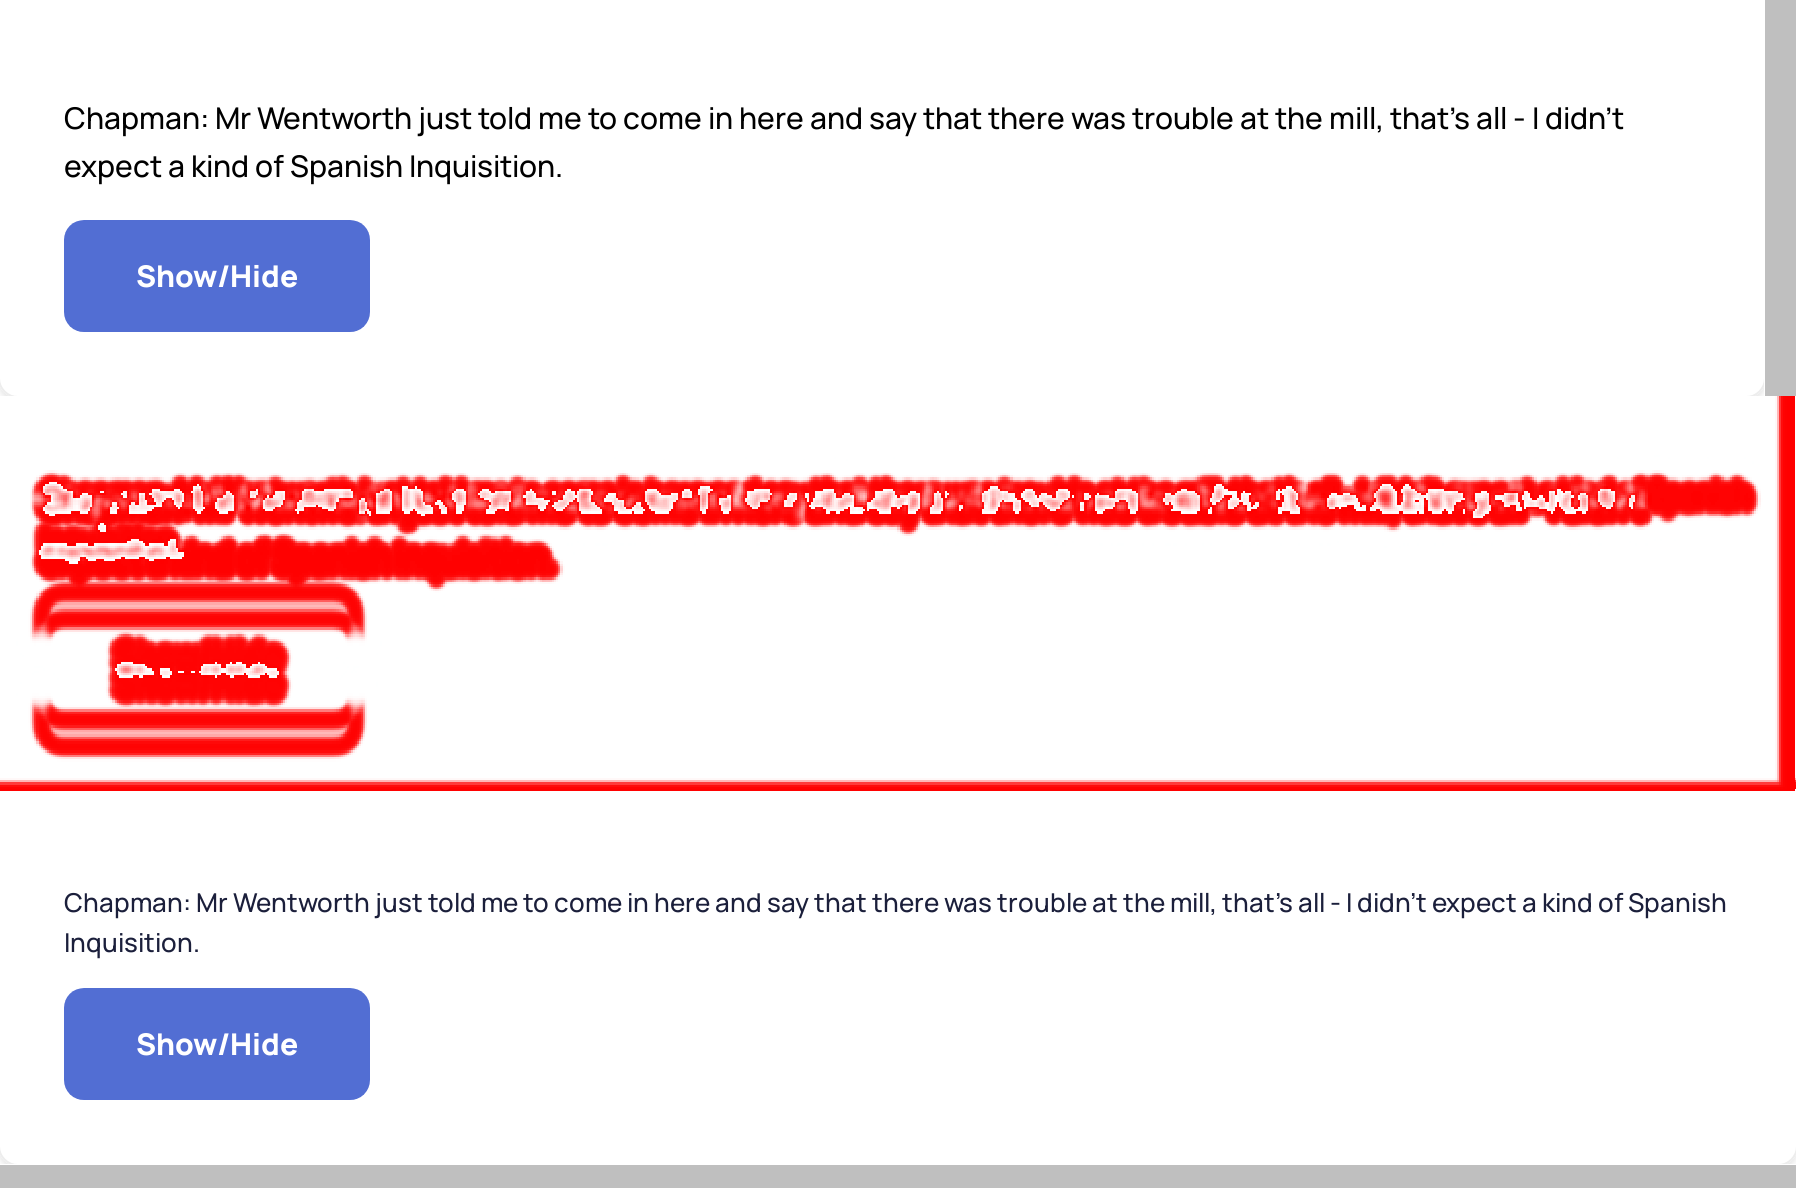 Chapman: Mr Wentworth just told me to come in here and say that there was trouble at the mill, that’s all - I didn’t
expect a kind of Spanish Inquisition.
Show/Hide
Chapman: Mr Wentworth just told me to come in here and say that there was trouble at the mill, that’s all - I didn’t expect a kind of Spanish
Inquisition.
Show/Hide